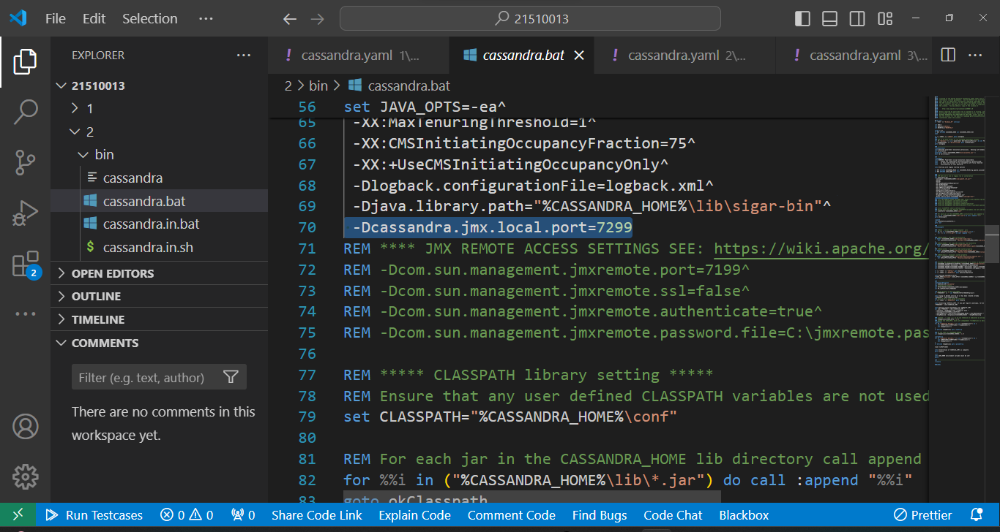 File Edit Selection ···
21510013
EXPLORER ···
21510013
1
2
bin
cassandra
cassandra.bat
cassandra.in.bat
cassandra.in.sh
OPEN EDITORS
OUTLINE
TIMELINE
COMMENTS
Filter (e.g. text, author)
There are no comments in this
workspace yet.
2
! cassandra.yaml 1\... cassandra.bat ! cassandra.yaml 2\... ! cassandra.yaml 3\... ···
2 > bin > cassandra.bat
56 set JAVA_OPTS=-ea^
65 -XX:MaxTenuringThreshold=1^
66 -XX:CMSInitiatingOccupancyFraction=75^
67 -XX:+UseCMSInitiatingOccupancyOnly^
68 -Dlogback.configurationFile=logback.xml^
69 -Djava.library.path="%CASSANDRA_HOME%\lib\sigar-bin"^
70 -Dcassandra.jmx.local.port=7299
71 REM **** JMX REMOTE ACCESS SETTINGS SEE: https://wiki.apache.org/
72 REM -Dcom.sun.management.jmxremote.port=7199^
73 REM -Dcom.sun.management.jmxremote.ssl=false^
74 REM -Dcom.sun.management.jmxremote.authenticate=true^
75 REM -Dcom.sun.management.jmxremote.password.file=C:\jmxremote.pas
76
77 REM ***** CLASSPATH library setting *****
78 REM Ensure that any user defined CLASSPATH variables are not used
79 set CLASSPATH="%CASSANDRA_HOME%\conf"
80
81 REM For each jar in the CASSANDRA_HOME lib directory call append
82 for %%i in ("%CASSANDRA_HOME%\lib\*.jar") do call :append "%%i"
83 goto okClasspath
Run Testcases 0 0 0 Share Code Link Explain Code Comment Code Find Bugs Code Chat Blackbox Prettier